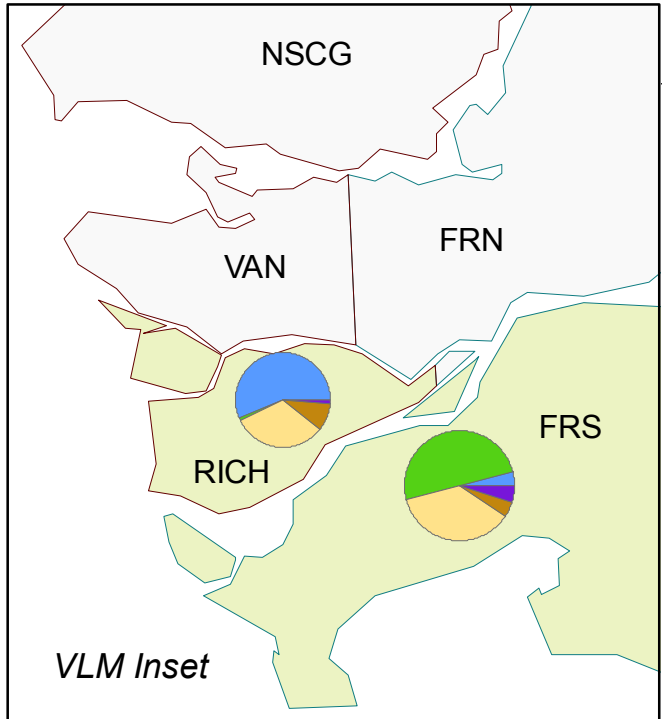 NSCG
FRN
VAN
FRS
RICH
VLM Inset